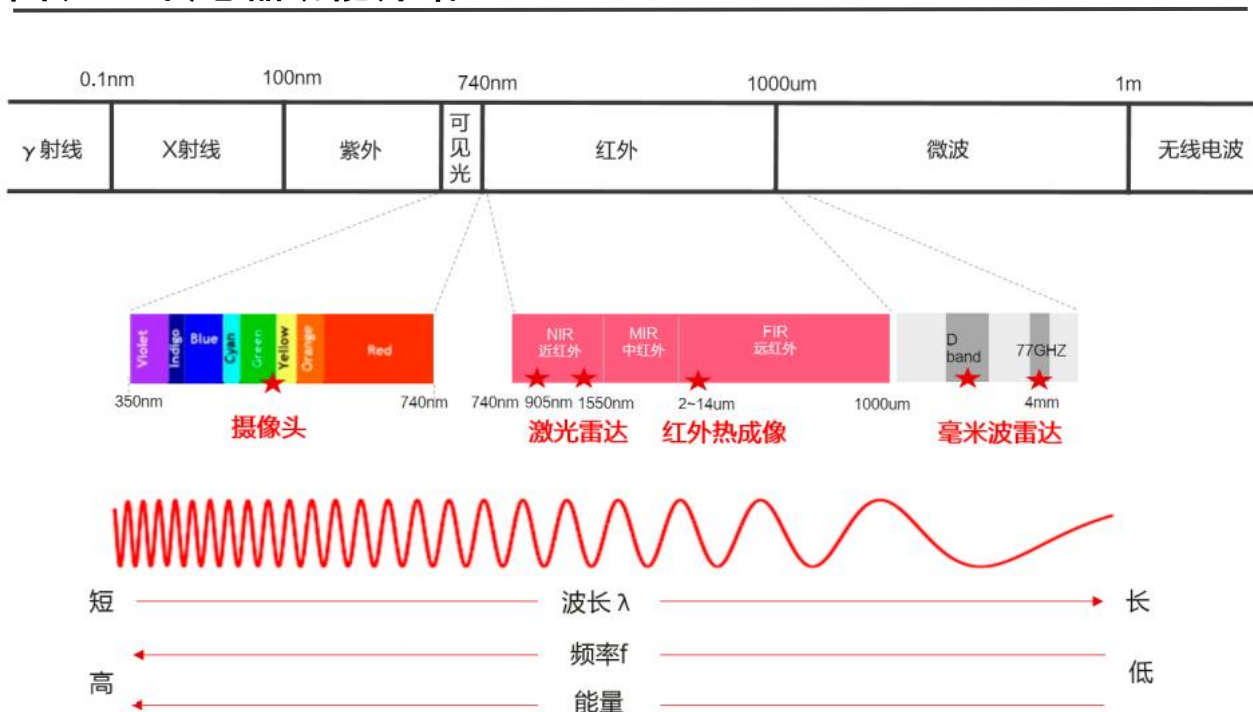 0.1nm 100nm 740nm 1000um 1m
γ射线 X射线 紫外 可见光 红外 微波 无线电波
Violet Indigo Blue Cyan Green Yellow Orange Red
NIR MIR FIR
近红外 中红外 远红外
D
band 77GHZ
350nm 740nm 740nm 905nm 1550nm 2~14um 1000um 4mm
摄像头 激光雷达 红外热成像 毫米波雷达
短 波长 λ 长
频率f
高 低
能量